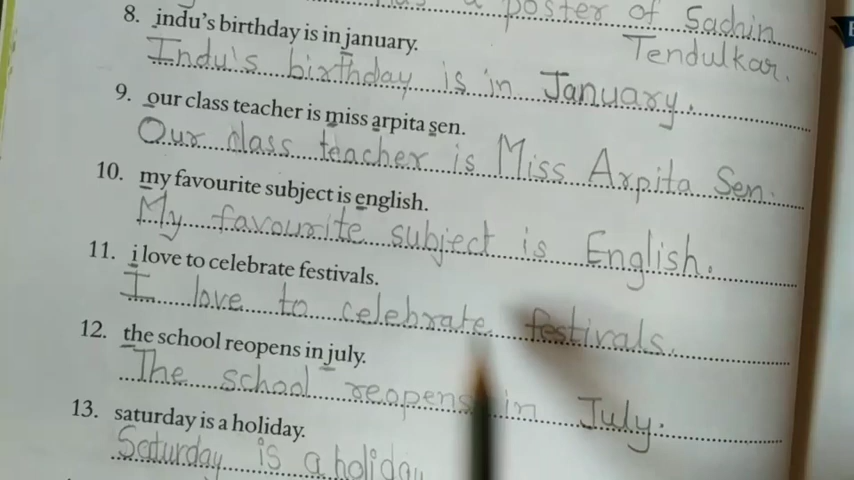 a poster of Sachin
Tendulkar.
8. indu's birthday is in january.
Indu's birthday is in January.
9. our class teacher is miss arpita sen.
Our class teacher is Miss Arpita Sen.
10. my favourite subject is english.
My favourite subject is English.
11. i love to celebrate festivals.
I love to celebrate festivals.
12. the school reopens in july.
The school reopens in July.
13. saturday is a holiday.
Saturday is a holiday